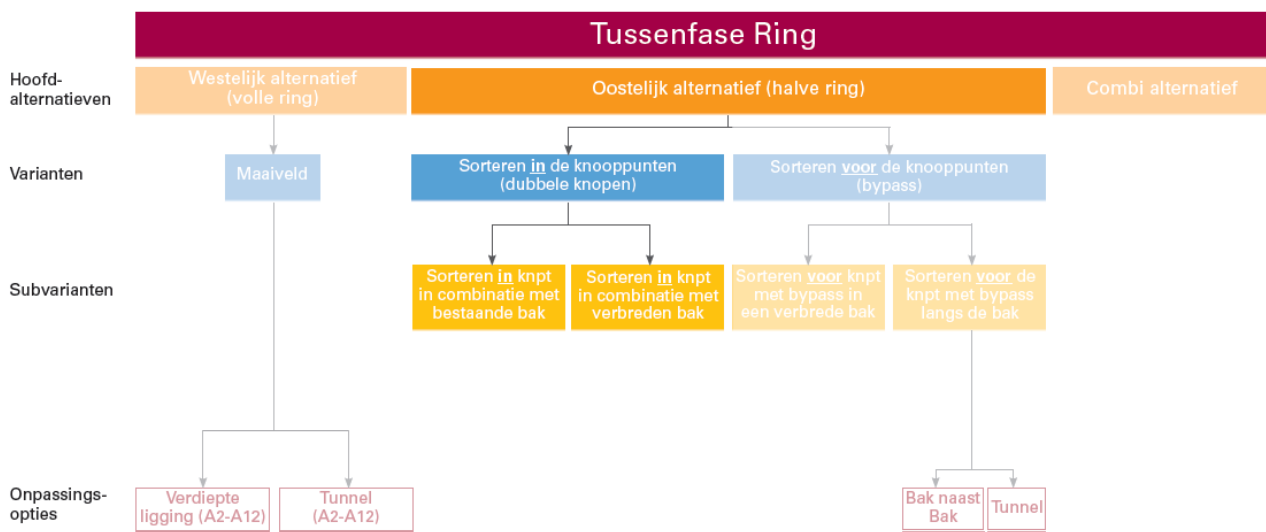 Tussenfase Ring
Hoofd-
alternatieven
Westelijk alternatief
(volle ring)
Oostelijk alternatief (halve ring)
Combi alternatief
Varianten
Maaiveld
Sorteren in de knooppunten
(dubbele knopen)
Sorteren voor de knooppunten
(bypass)
Subvarianten
Sorteren in knpt
in combinatie met
bestaande bak
Sorteren in knpt
in combinatie met
verbreden bak
Sorteren voor knpt
met bypass in
een verbrede bak
Sorteren voor de
knpt met bypass
langs de bak
Onpassings-
opties
Verdiepte
ligging (A2-A12)
Tunnel
(A2-A12)
Bak naast
Bak
Tunnel